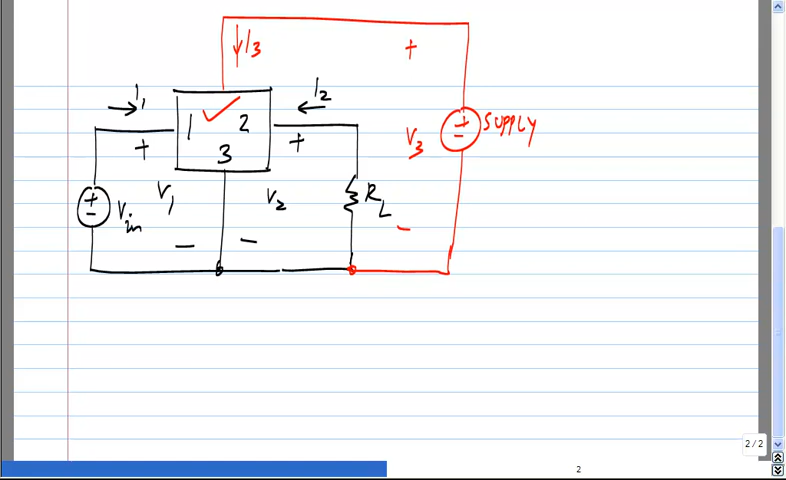 I3
+
I1
I2
1
2
3
+
+
+
-
SUPPLY
V3
+
-
Vin
V1
V2
RL
-
-
-
2/2
2